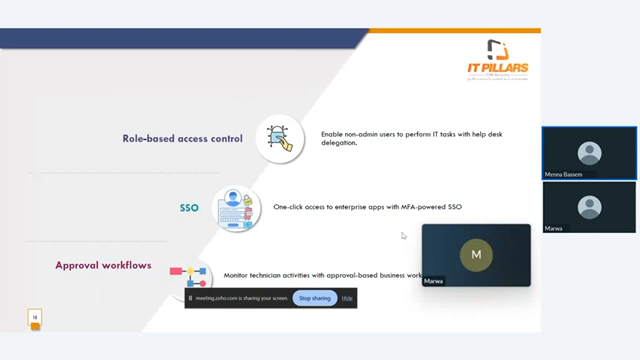 IT PILLARS
Role-based access control
Enable non-admin users to perform IT tasks with help desk
delegation.
SSO
One-click access to enterprise apps with MFA-powered SSO
Approval workflows
Monitor technician activities with approval-based business work
meeting.zoho.com is sharing your screen.
Stop sharing
Hide
18
M
Marwa
Menna Bassem
Marwa